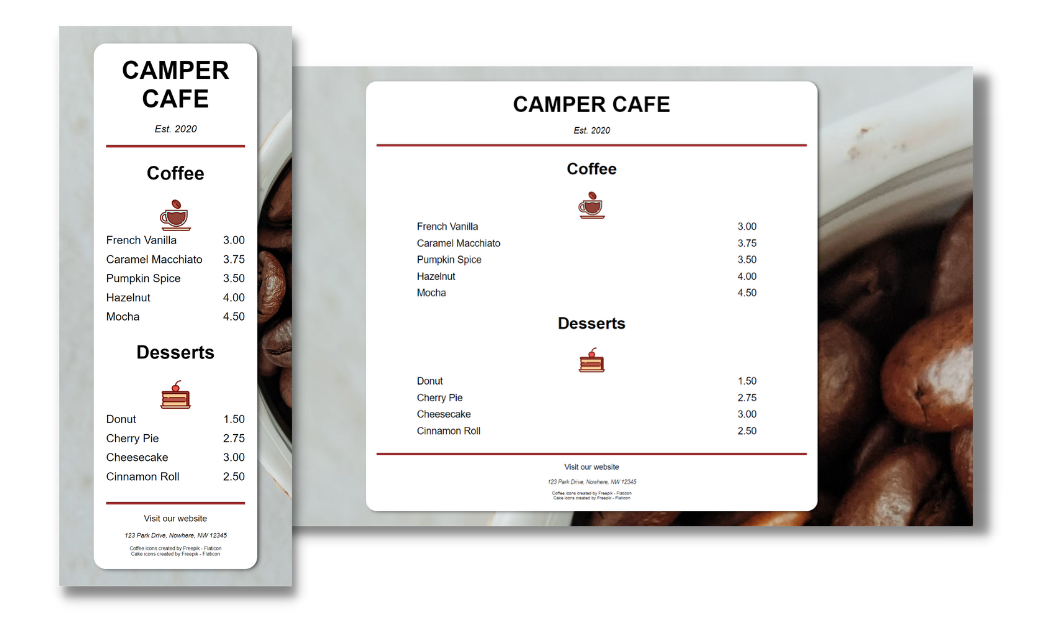 CAMPER
CAFE
Est. 2020
Coffee
French Vanilla 3.00
Caramel Macchiato 3.75
Pumpkin Spice 3.50
Hazelnut 4.00
Mocha 4.50
Desserts
Donut 1.50
Cherry Pie 2.75
Cheesecake 3.00
Cinnamon Roll 2.50
Visit our website
123 Park Drive, Nowhere, NW 12345
Coffee icons created by Freepik - Flaticon
Cake icons created by Freepik - Flaticon
CAMPER CAFE
Est. 2020
Coffee
French Vanilla 3.00
Caramel Macchiato 3.75
Pumpkin Spice 3.50
Hazelnut 4.00
Mocha 4.50
Desserts
Donut 1.50
Cherry Pie 2.75
Cheesecake 3.00
Cinnamon Roll 2.50
Visit our website
123 Park Drive, Nowhere, NW 12345
Coffee icons created by Freepik - Flaticon
Cake icons created by Freepik - Flaticon